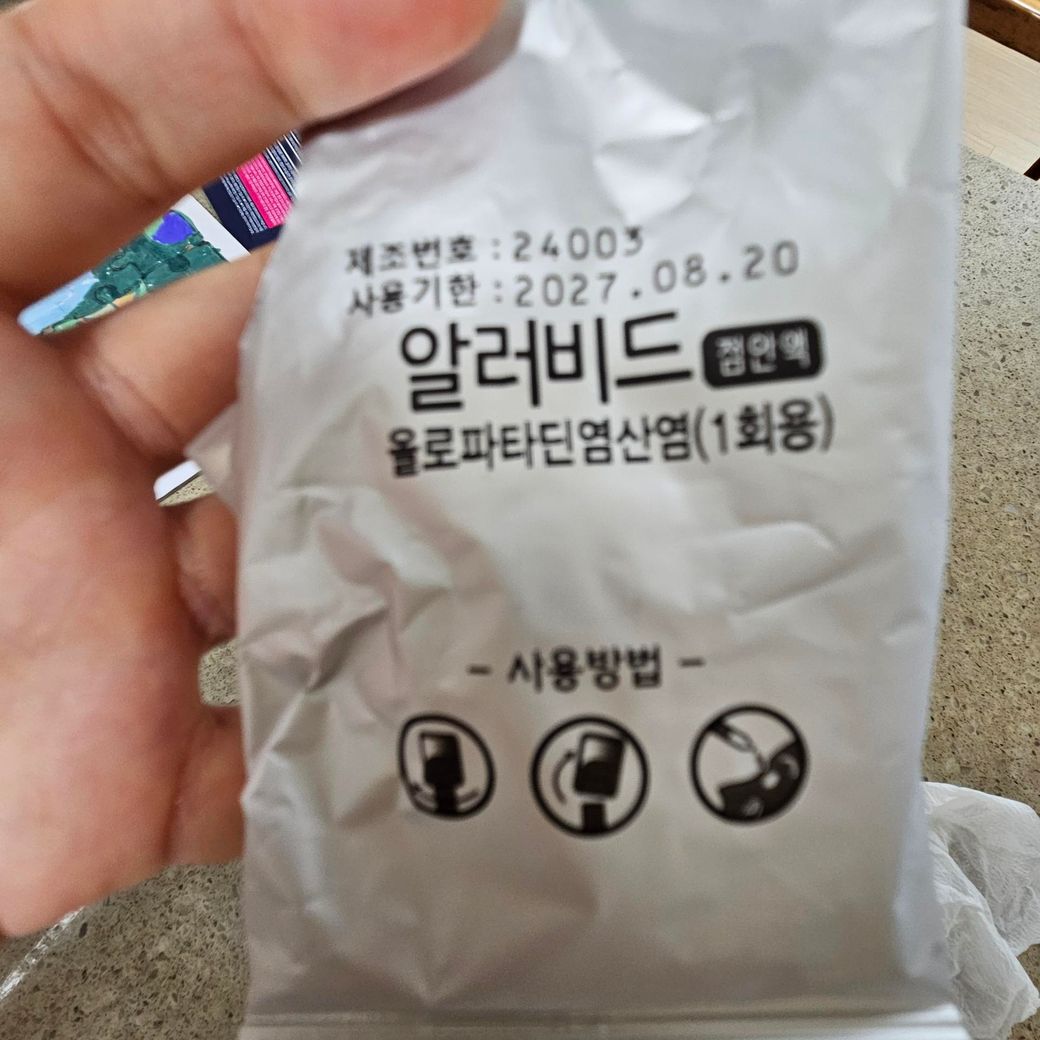 제조번호 : 24003
사용기한 : 2027.08.20
알러비드 점안액
올로파타딘염산염(1회용)
- 사용방법 -